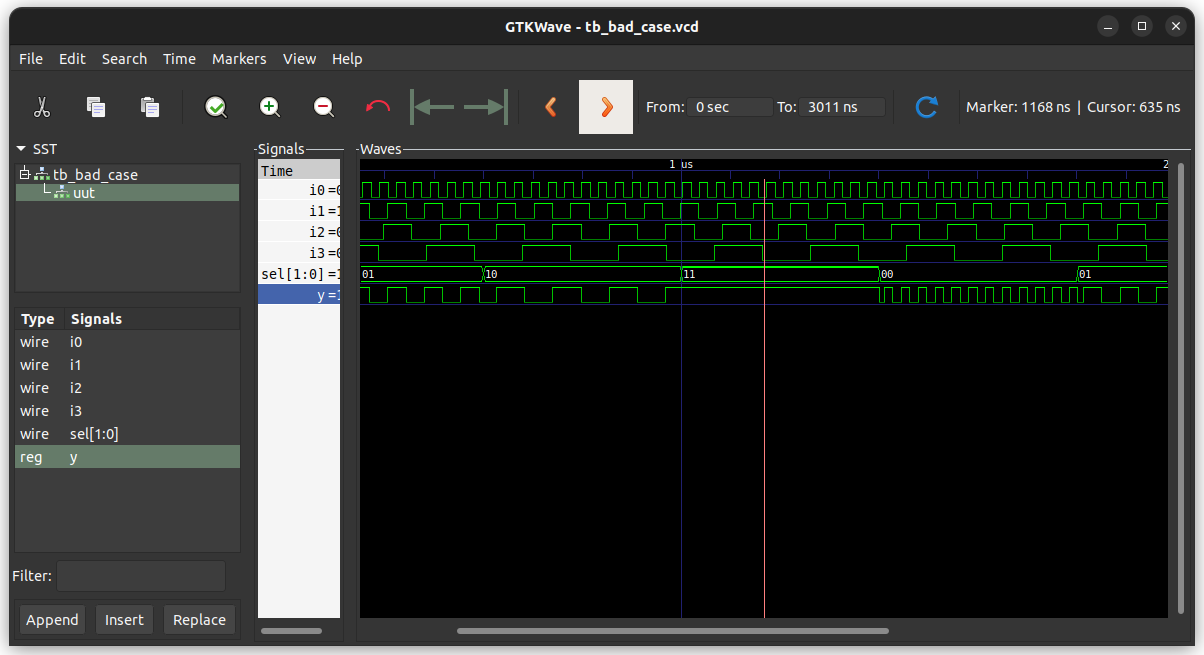 GTKWave - tb_bad_case.vcd
File Edit Search Time Markers View Help
From: 0 sec To: 3011 ns Marker: 1168 ns | Cursor: 635 ns
SST
tb_bad_case
uut
Type Signals
wire i0
wire i1
wire i2
wire i3
wire sel[1:0]
reg y
Filter:
Append Insert Replace
Signals
Time
i0 =0
i1 =1
i2 =0
i3 =0
sel[1:0] =1
y =1
Waves
1 us 2
01 10 11 00 01